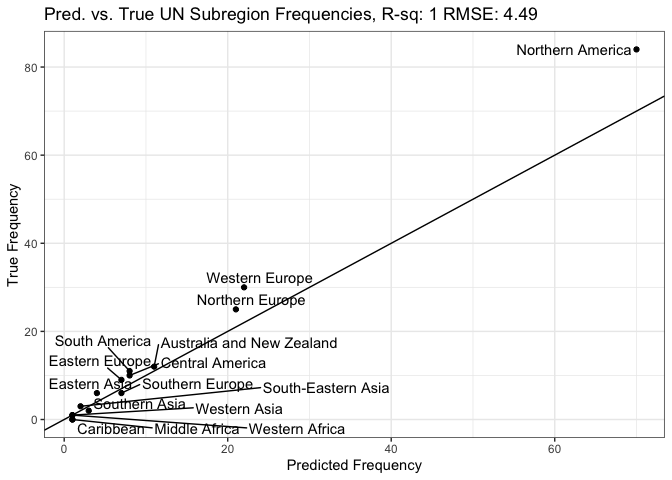 Pred. vs. True UN Subregion Frequencies, R-sq: 1 RMSE: 4.49
Northern America
80
60
True Frequency
40
Western Europe
Northern Europe
20
South America
Australia and New Zealand
Eastern Europe
Central America
Eastern Asia
Southern Europe
South-Eastern Asia
Southern Asia
Western Asia
0
Caribbean
Middle Africa
Western Africa
0
20
40
60
Predicted Frequency